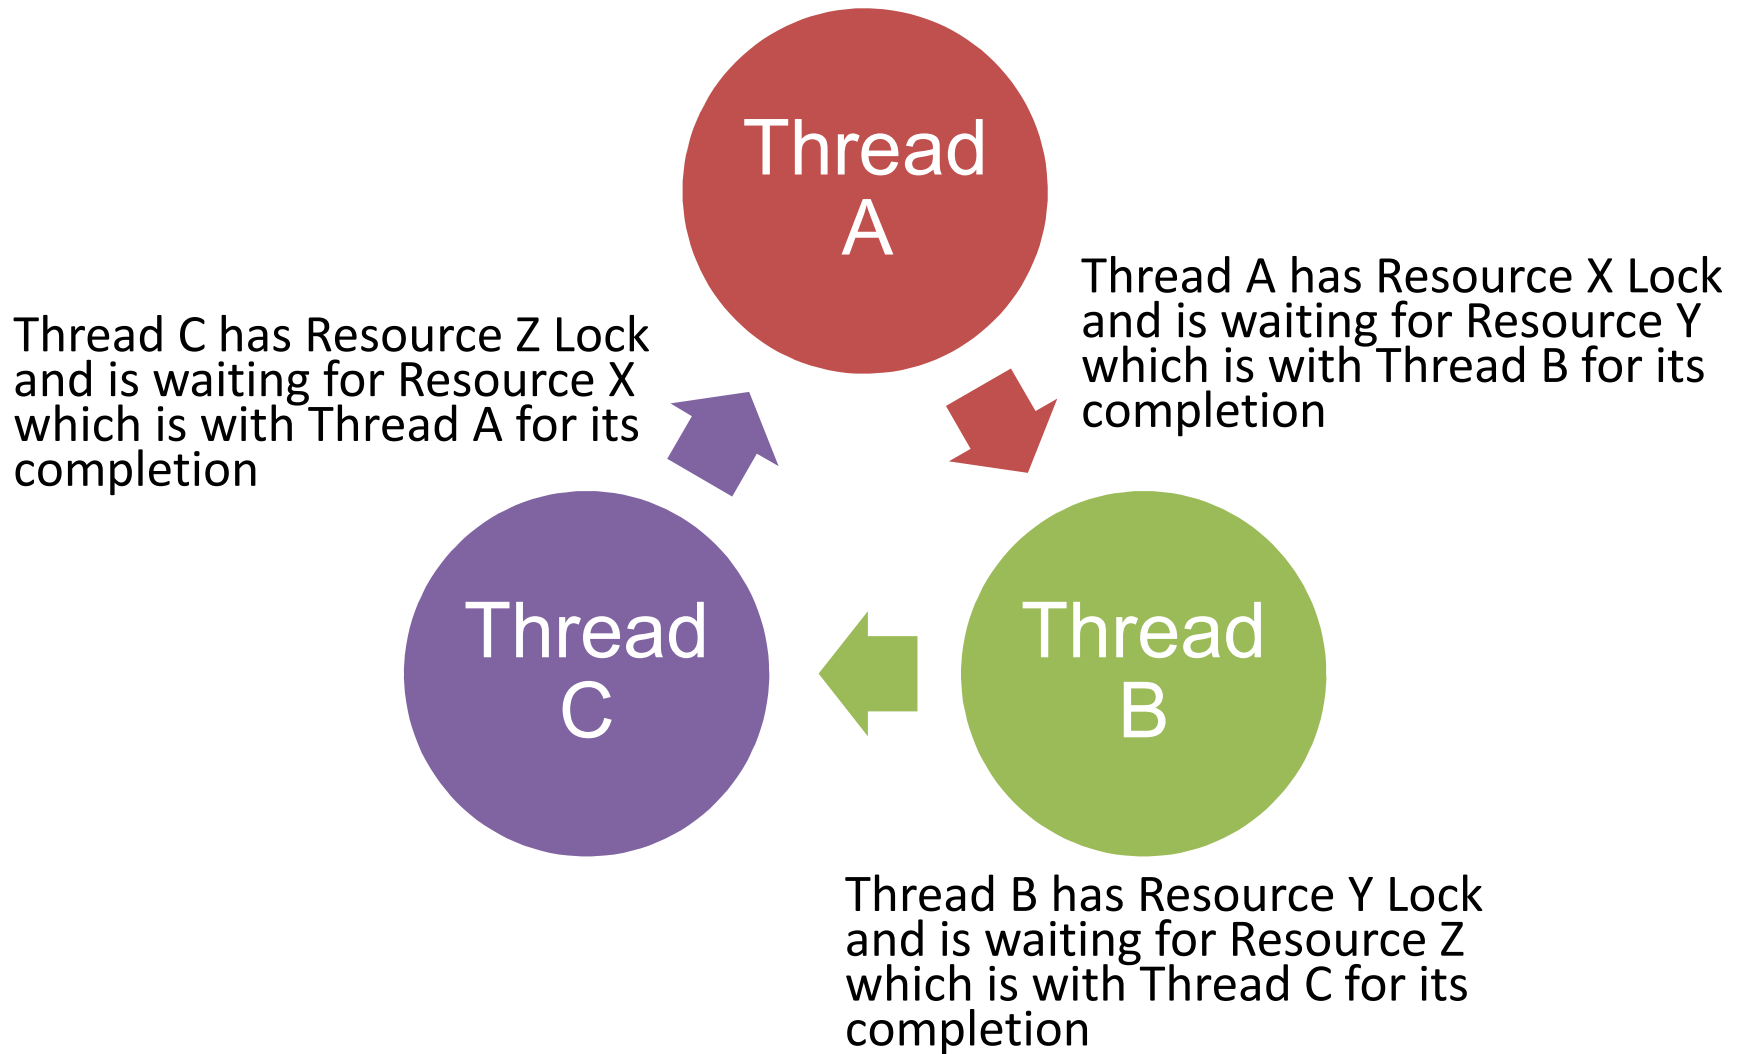 Thread
A
Thread A has Resource X Lock
and is waiting for Resource Y
which is with Thread B for its
completion
Thread C has Resource Z Lock
and is waiting for Resource X
which is with Thread A for its
completion
Thread
C
Thread
B
Thread B has Resource Y Lock
and is waiting for Resource Z
which is with Thread C for its
completion